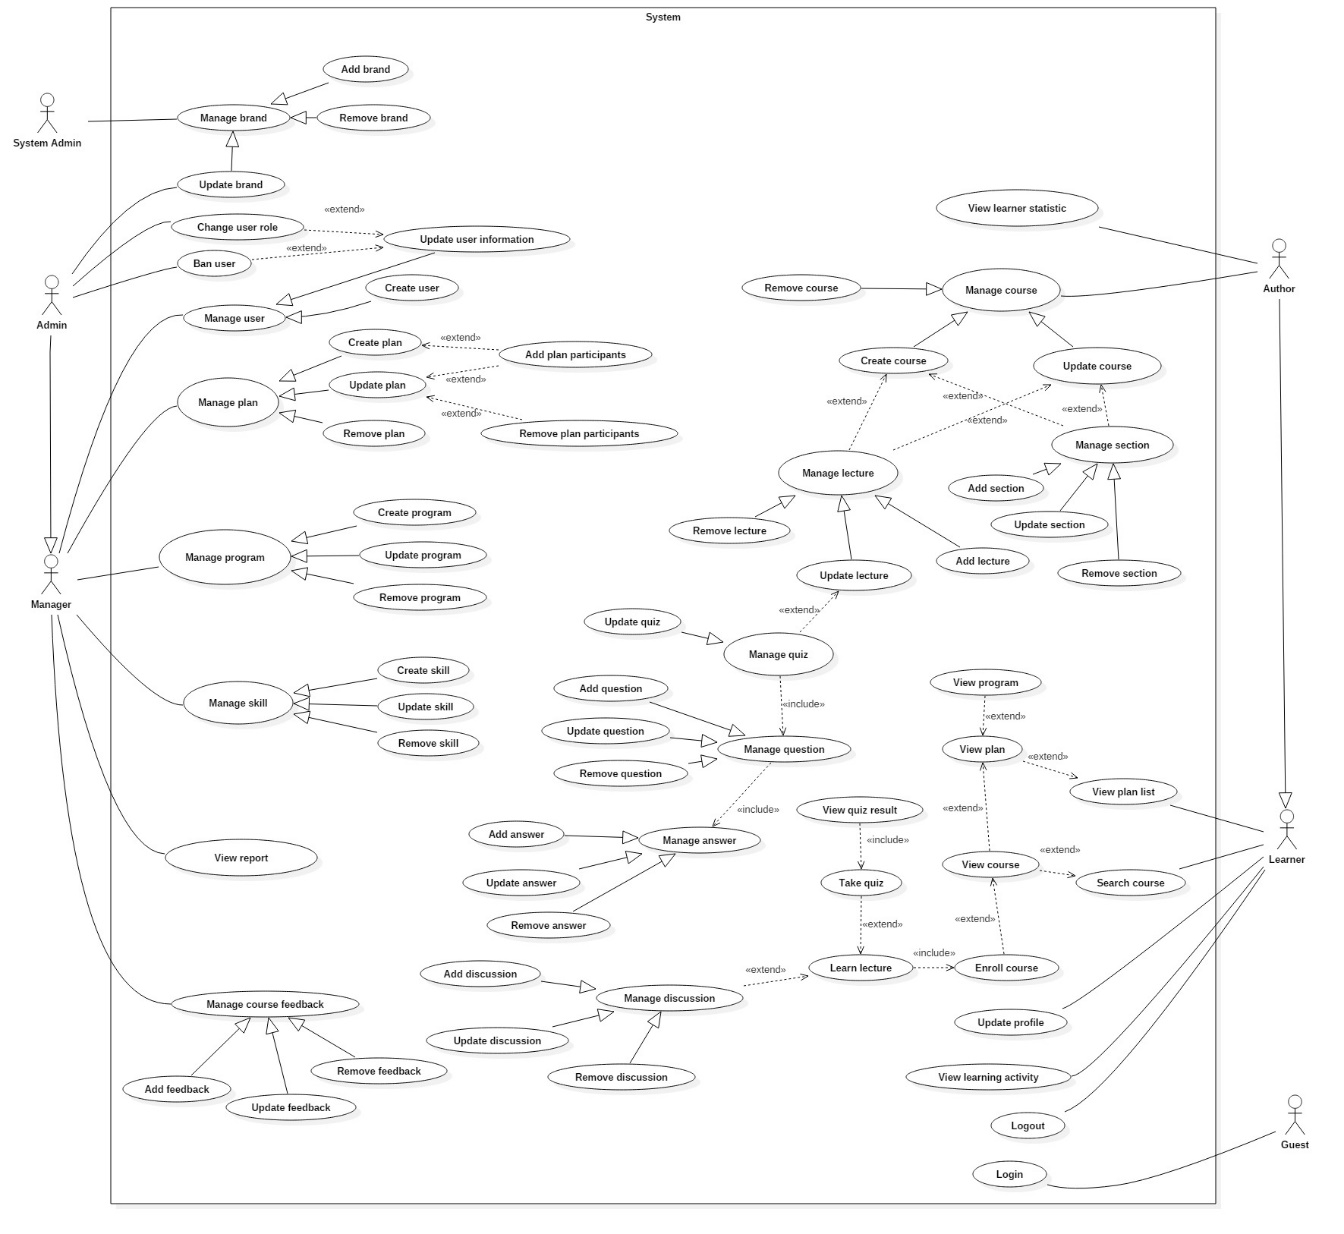 System
Add brand
Manage brand
Remove brand
System Admin
Update brand
«extend»
Change user role
Update user information
«extend»
Ban user
View learner statistic
Admin
Manage user
Create user
Remove course
Manage course
Author
Create plan
«extend»
Add plan participants
Create course
Update course
Update plan
«extend»
Manage plan
«extend»
Remove plan
Remove plan participants
«extend»
«extend»
«extend»
«extend»
Manage section
Manage lecture
Add section
Update section
Remove lecture
Add lecture
Update lecture
Remove section
Create program
Manage program
Update program
Remove program
Manager
«extend»
Update quiz
Manage quiz
Create skill
Manage skill
Update skill
Remove skill
Add question
«include»
Update question
Manage question
Remove question
View program
«extend»
View plan
«extend»
View plan list
«include»
View quiz result
«extend»
Add answer
Manage answer
«include»
View report
Update answer
Take quiz
View course
«extend»
Search course
Learner
Remove answer
«extend»
«extend»
Add discussion
«extend»
Learn lecture
«include»
Enroll course
Manage discussion
Manage course feedback
Update discussion
Update profile
Remove discussion
Remove feedback
Add feedback
Update feedback
View learning activity
Logout
Guest
Login